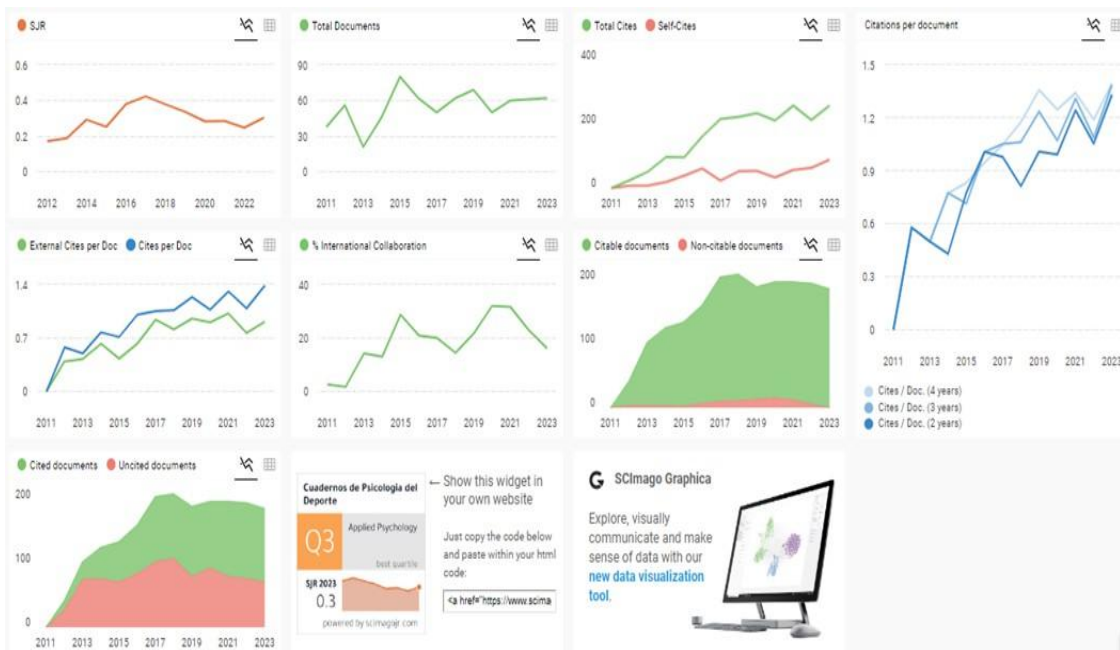 SJR
0.6
0.4
0.2
0
2012 2014 2016 2018 2020 2022
Total Documents
90
60
30
0
2011 2013 2015 2017 2019 2021 2023
Total Cites Self-Cites
400
200
0
2011 2013 2015 2017 2019 2021 2023
Citations per document
1.5
1.2
0.9
0.6
0.3
0
2011 2013 2015 2017 2019 2021 2023
Cites / Doc. (4 years)
Cites / Doc. (3 years)
Cites / Doc. (2 years)
External Cites per Doc Cites per Doc
1.4
0.7
0
2011 2013 2015 2017 2019 2021 2023
% International Collaboration
40
20
0
2011 2013 2015 2017 2019 2021 2023
Citable documents Non-citable documents
200
100
0
2011 2013 2015 2017 2019 2021 2023
Cited documents Uncited documents
200
100
0
2011 2013 2015 2017 2019 2021 2023
Cuadernos de Psicologia del
Deporte
Q3
Applied Psychology
best quartile
SJR 2023
0.3
powered by scimagojr.com
← Show this widget in
your own website
Just copy the code below
and paste within your html
code:
<a href="https://www.scima
G SCImago Graphica
Explore, visually
communicate and make
sense of data with our
new data visualization
tool.